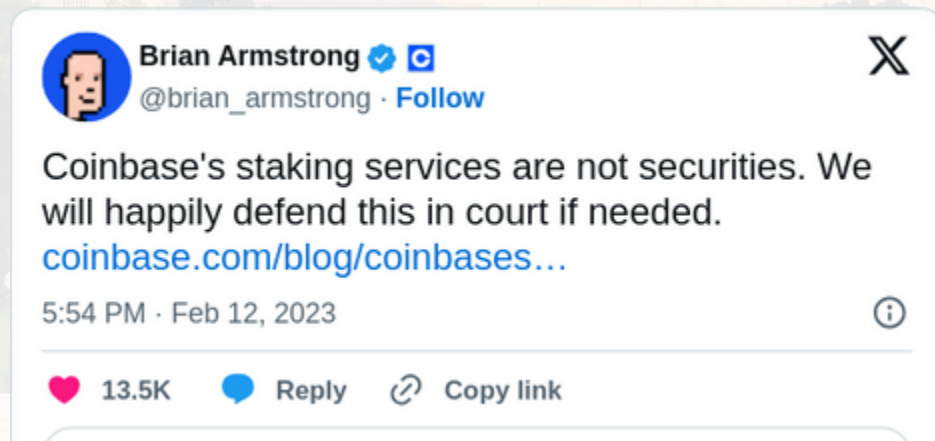 Brian Armstrong
@brian_armstrong · Follow
Coinbase's staking services are not securities. We
will happily defend this in court if needed.
coinbase.com/blog/coinbases…
5:54 PM · Feb 12, 2023
13.5K Reply Copy link